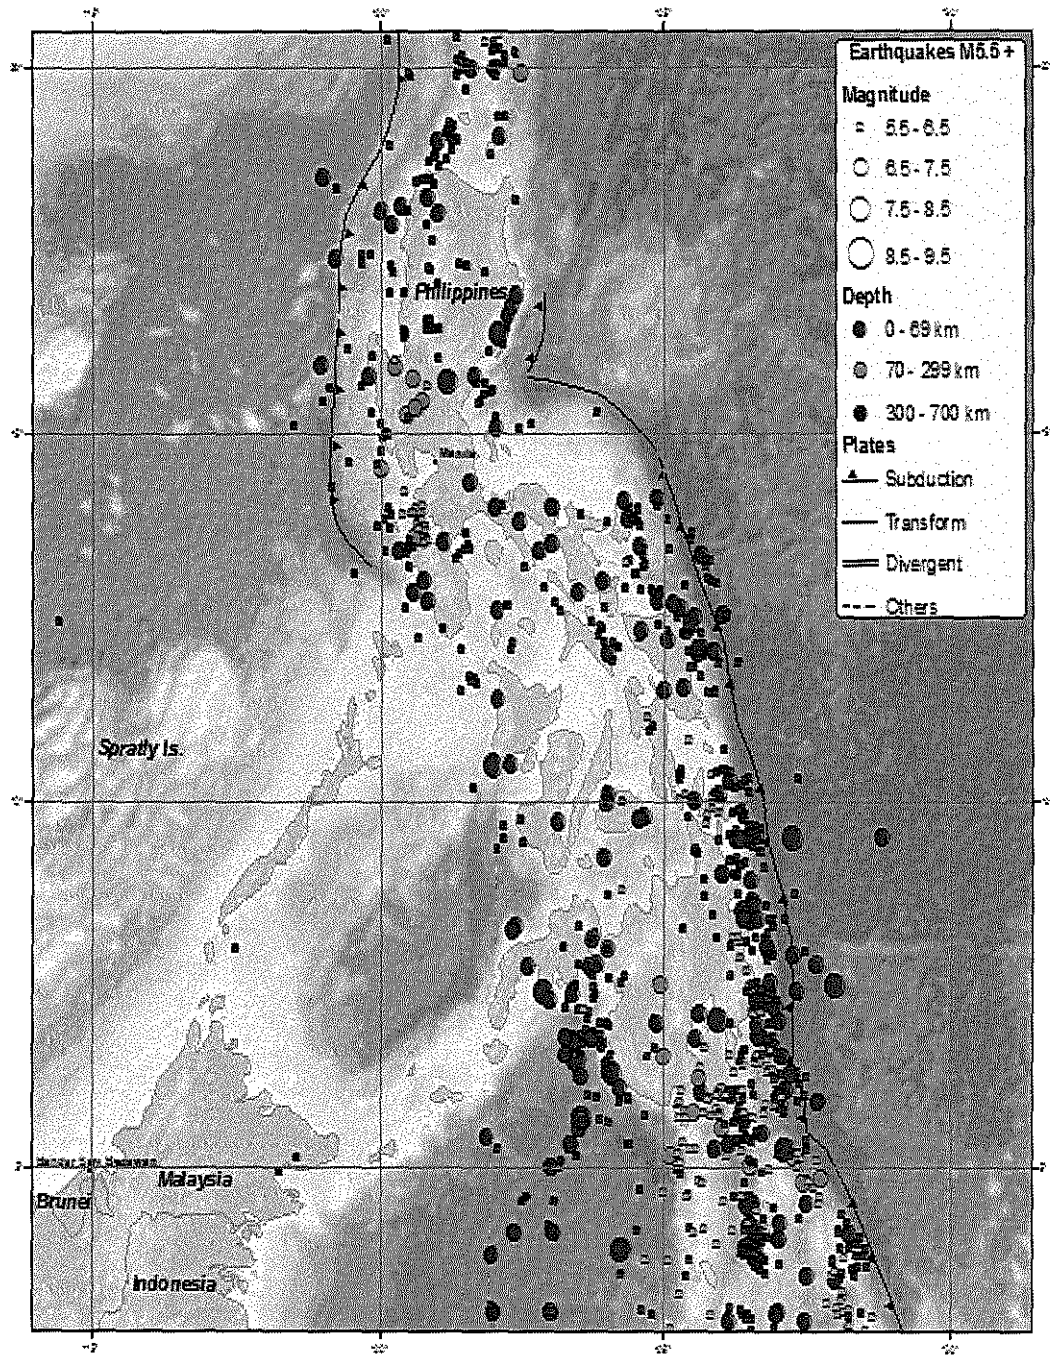 Earthquakes M5.5 +
Magnitude
5.5 - 6.5
6.5 - 7.5
7.5 - 8.5
8.5 - 9.5
Depth
0 - 69 km
70 - 299 km
300 - 700 km
Plates
Subduction
Transform
Divergent
Others
Philippines
Spratly Is.
Malaysia
Brunei
Indonesia